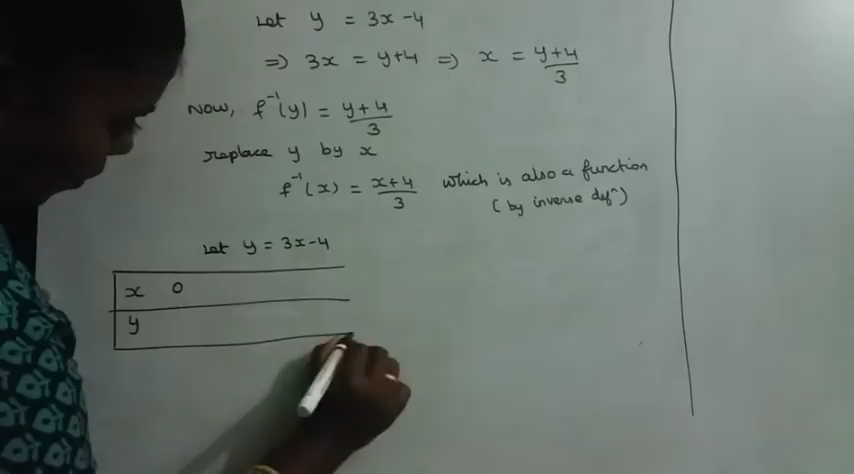 Let y = 3x-4
=> 3x = y+4 => x = y+4/3
Now, f⁻¹(y) = y+4/3
replace y by x
f⁻¹(x) = x+4/3 which is also a function
(by inverse defⁿ)
Let y = 3x-4
x 0
y